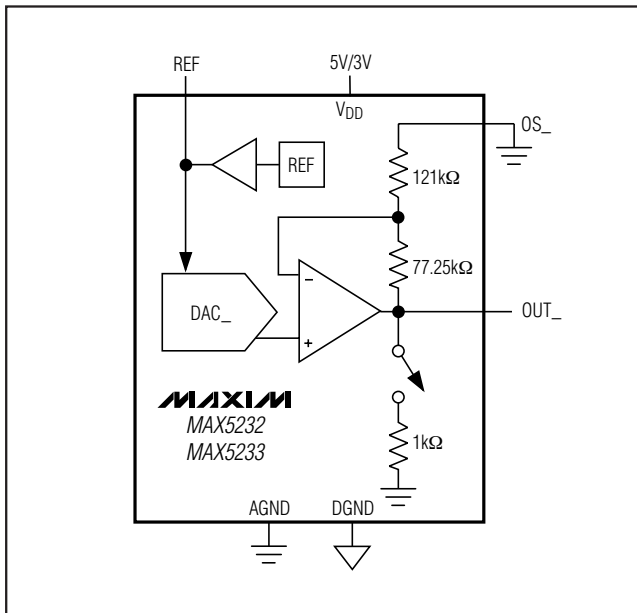 REF
5V/3V
VDD
OS_
REF
121kΩ
77.25kΩ
−
DAC_
OUT_
+
MAXIM
MAX5232
MAX5233
1kΩ
AGND
DGND